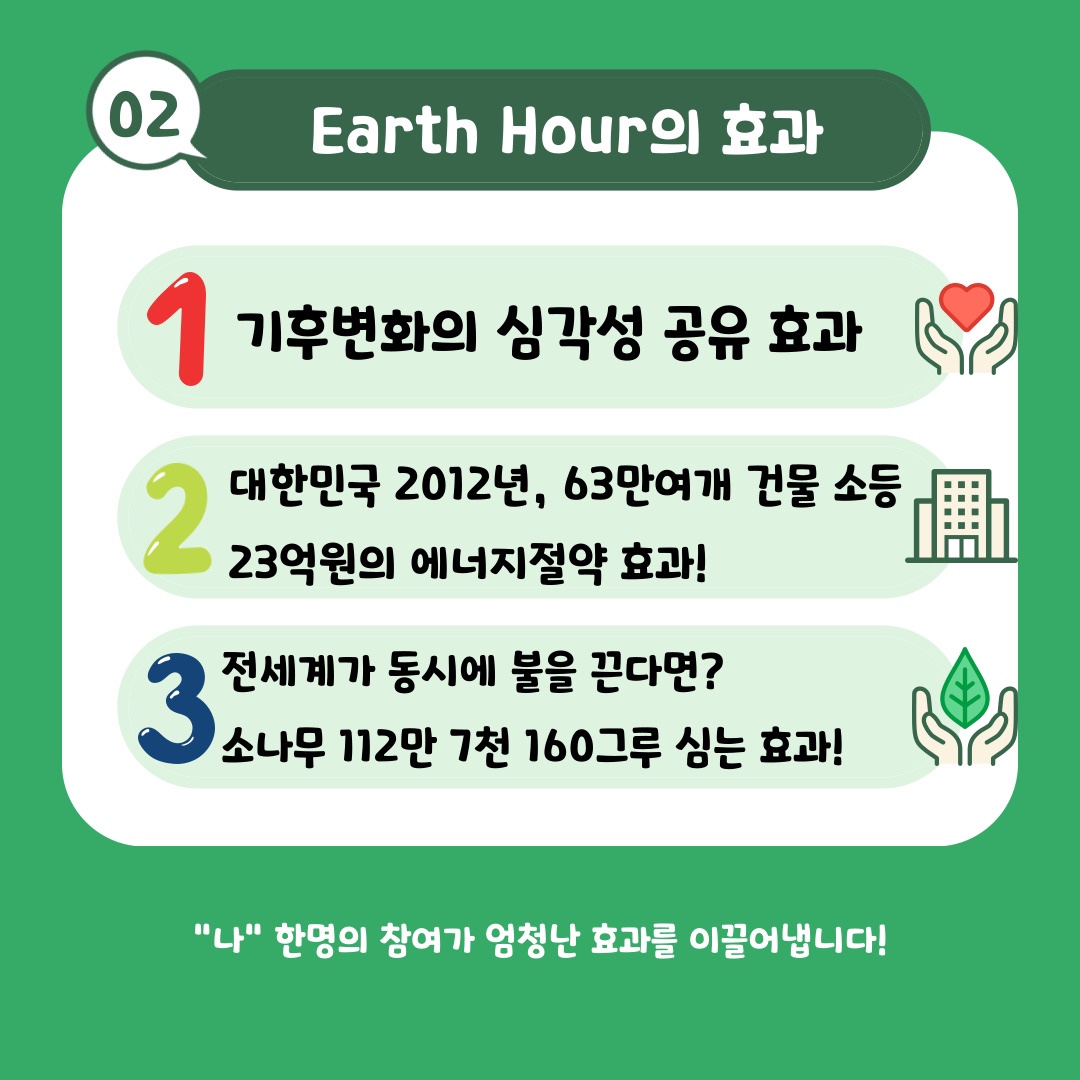 02
Earth Hour의 효과
1
기후변화의 심각성 공유 효과
2
대한민국 2012년, 63만여개 건물 소등
23억원의 에너지절약 효과!
3
전세계가 동시에 불을 끈다면?
소나무 112만 7천 160그루 심는 효과!
"나" 한명의 참여가 엄청난 효과를 이끌어냅니다!